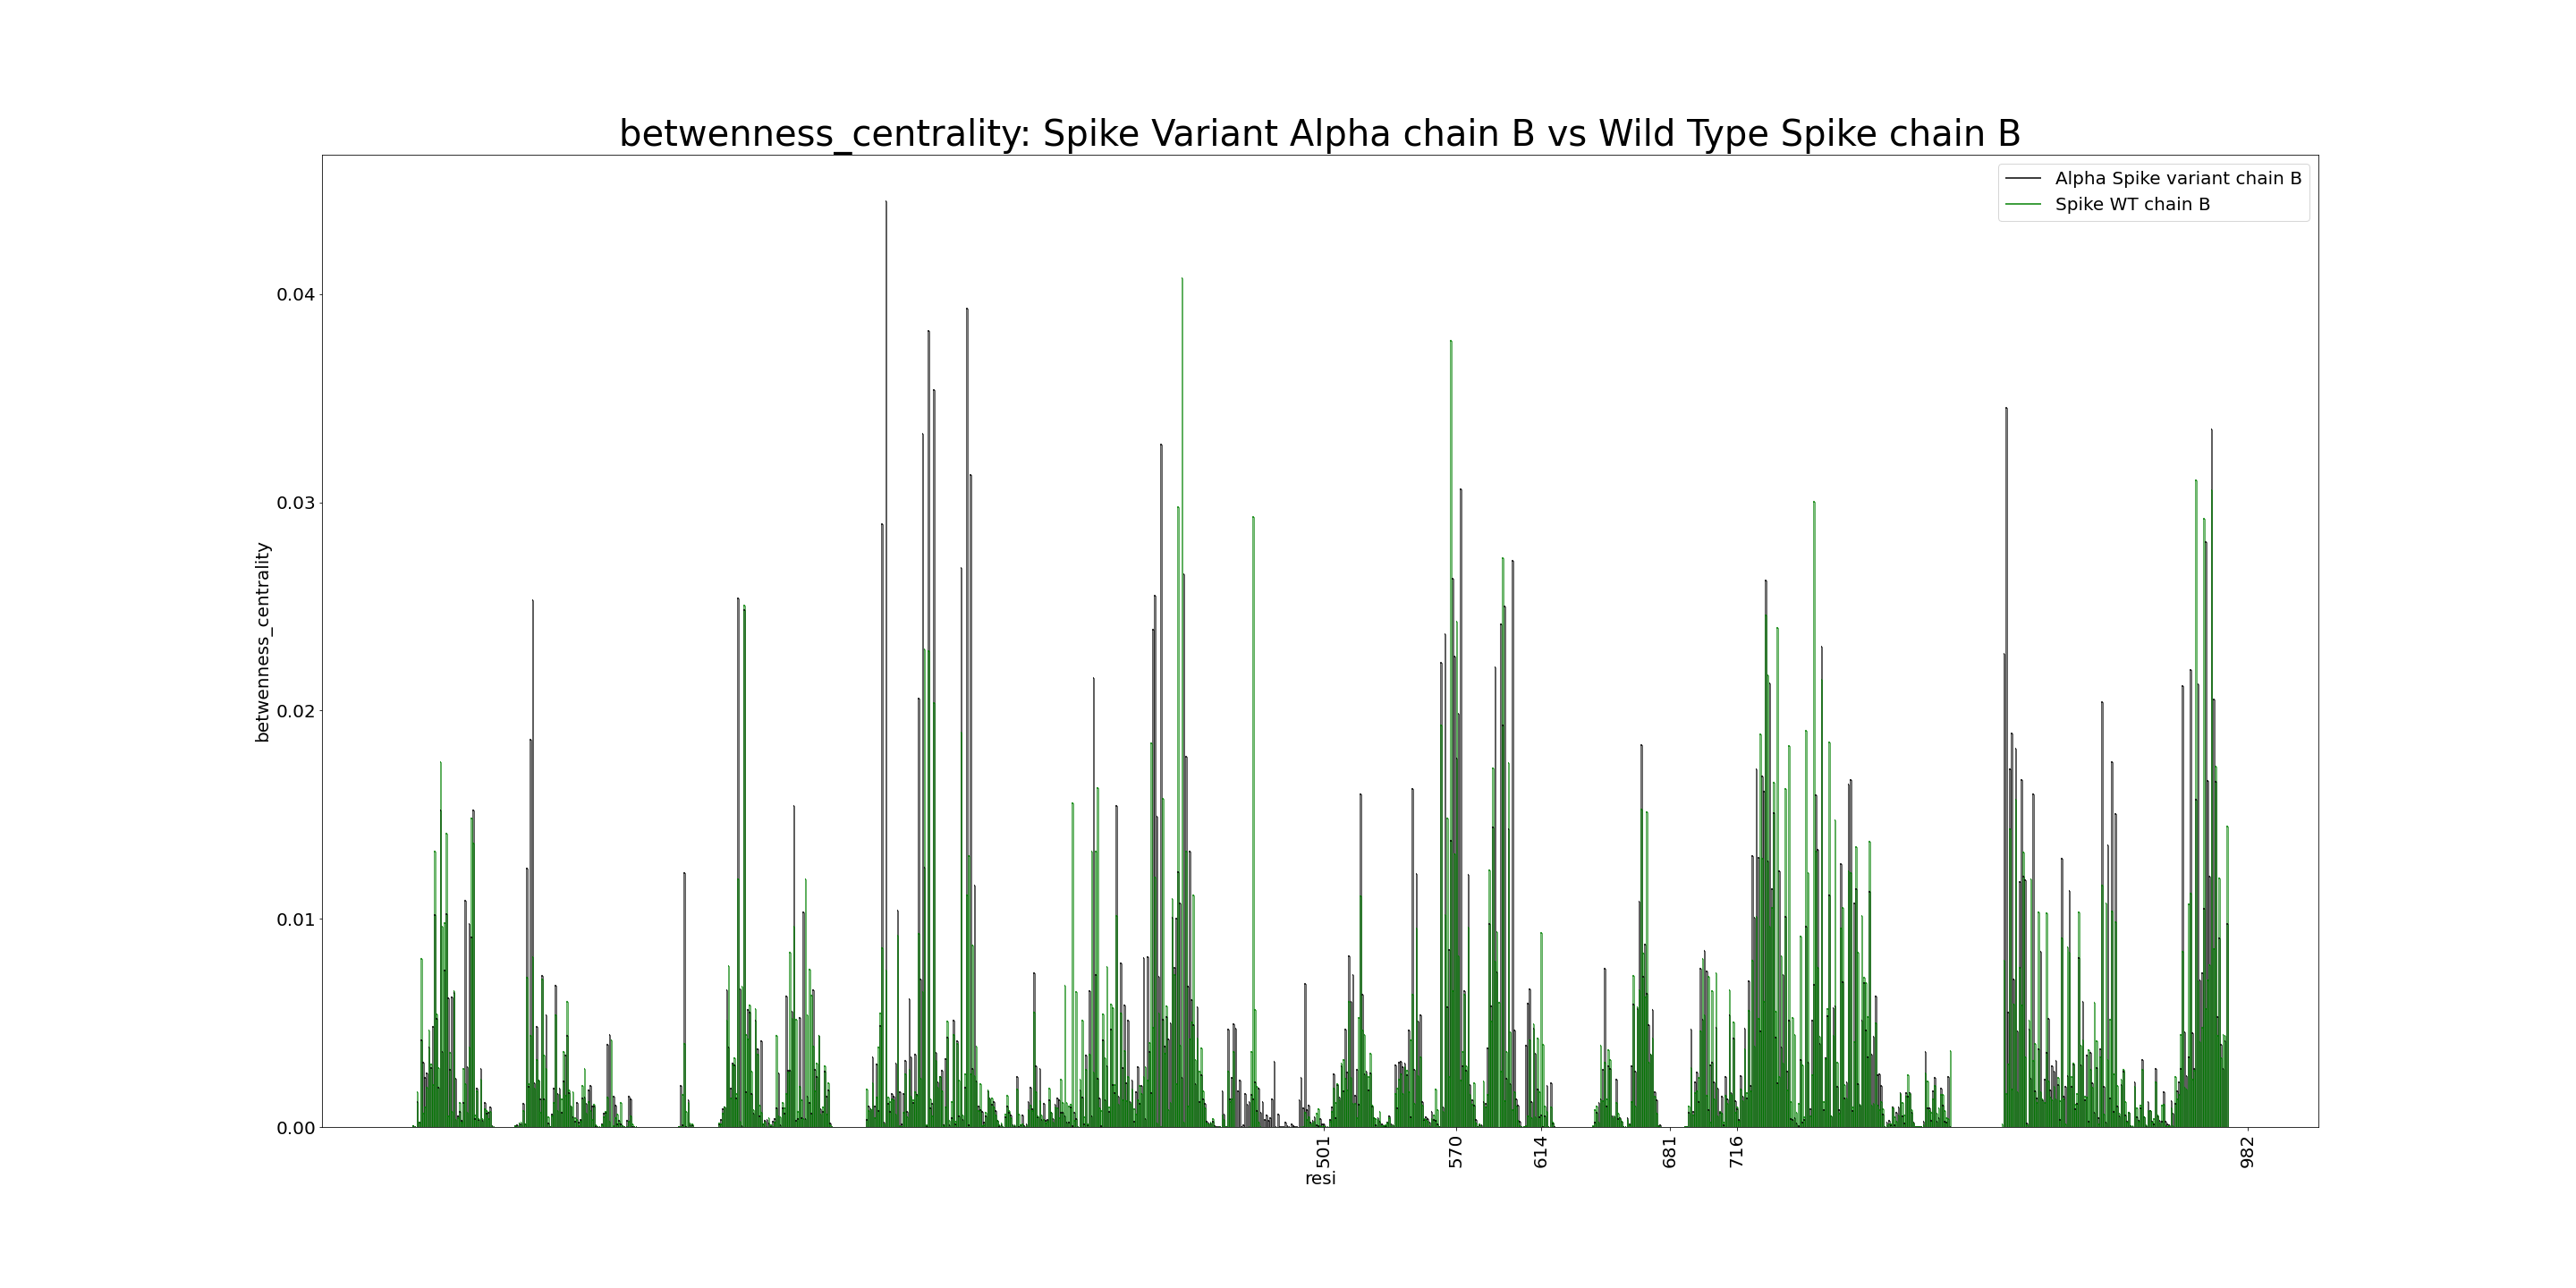 betwenness_centrality: Spike Variant Alpha chain B vs Wild Type Spike chain B
Alpha Spike variant chain B
Spike WT chain B
0.04
0.03
0.02
0.01
0.00
betwenness_centrality
501
570
614
681
716
982
resi